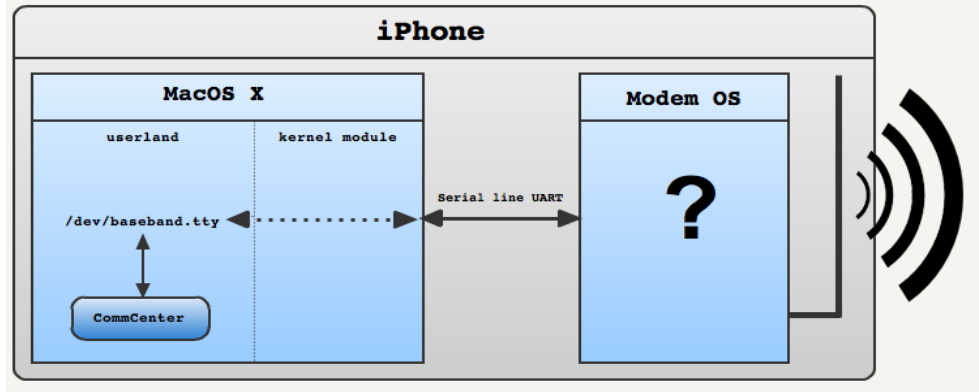 iPhone
MacOS X
Modem OS
userland
kernel module
?
Serial line UART
/dev/baseband.tty
CommCenter